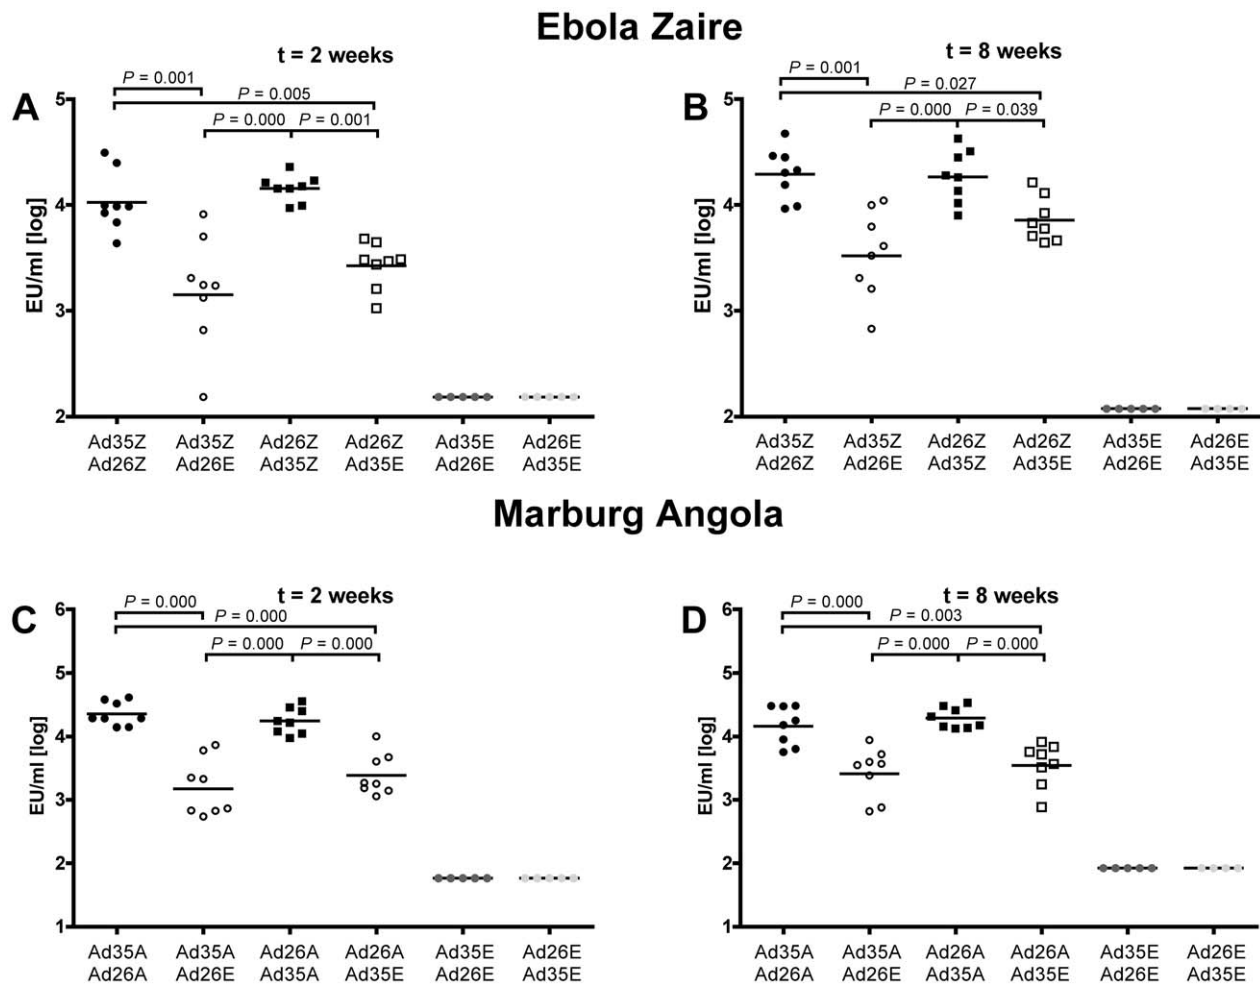 Ebola Zaire
A
t = 2 weeks
P = 0.001
P = 0.005
P = 0.000 P = 0.001
EU/ml [log]
5
4
3
2
Ad35Z Ad35Z Ad26Z Ad26Z Ad35E Ad26E
Ad26Z Ad26E Ad35Z Ad35E Ad26E Ad35E
B
t = 8 weeks
P = 0.001
P = 0.027
P = 0.000 P = 0.039
EU/ml [log]
5
4
3
2
Ad35Z Ad35Z Ad26Z Ad26Z Ad35E Ad26E
Ad26Z Ad26E Ad35Z Ad35E Ad26E Ad35E
Marburg Angola
C
t = 2 weeks
P = 0.000
P = 0.000
P = 0.000 P = 0.000
EU/ml [log]
6
5
4
3
2
1
Ad35A Ad35A Ad26A Ad26A Ad35E Ad26E
Ad26A Ad26E Ad35A Ad35E Ad26E Ad35E
D
t = 8 weeks
P = 0.000
P = 0.003
P = 0.000 P = 0.000
EU/ml [log]
6
5
4
3
2
1
Ad35A Ad35A Ad26A Ad26A Ad35E Ad26E
Ad26A Ad26E Ad35A Ad35E Ad26E Ad35E